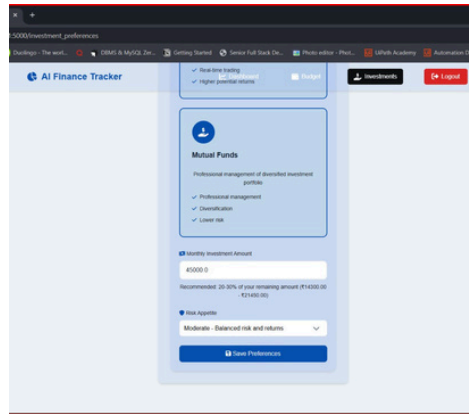 :5000/investment_preferences
Duolingo - The worl...
DBMS & MySQL Zer...
Getting Started
Senior Full Stack De...
Photo editor - Phot...
UiPath Academy
Automation D
AI Finance Tracker
Budget
Investments
Logout
Real-time trading
Higher potential returns
Mutual Funds
Professional management of diversified investment
portfolio
Professional management
Diversification
Lower risk
Monthly Investment Amount
45000.0
Recommended: 20-30% of your remaining amount (₹14300.00
- ₹21450.00)
Risk Appetite
Moderate - Balanced risk and returns
Save Preferences